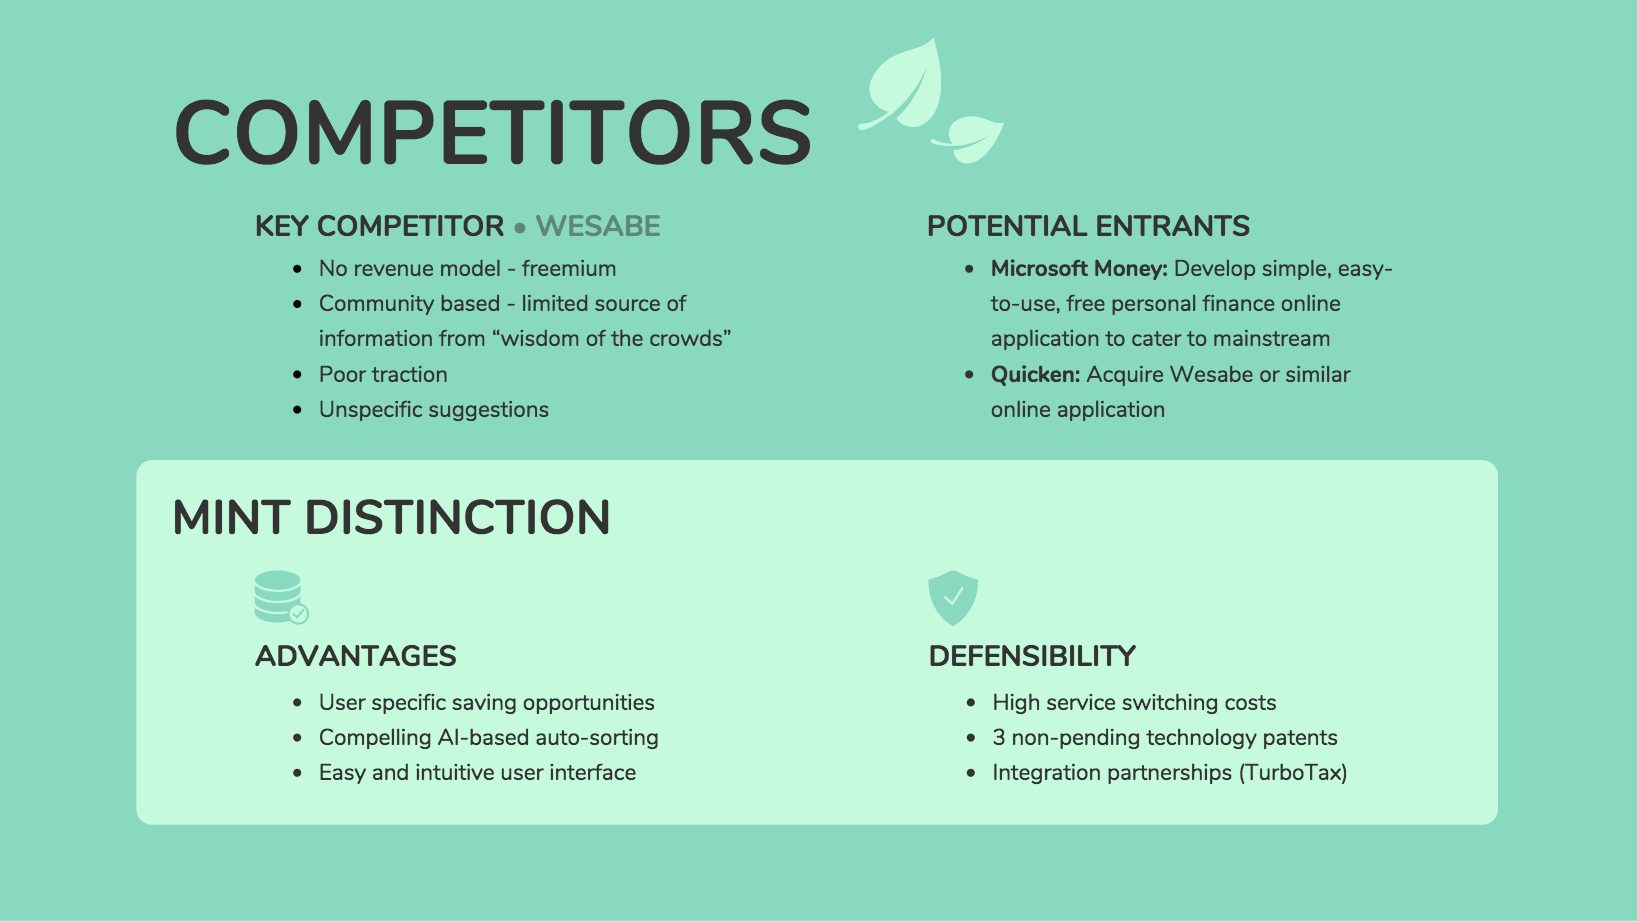 COMPETITORS
KEY COMPETITOR • WESABE
• No revenue model - freemium
• Community based - limited source of
information from “wisdom of the crowds”
• Poor traction
• Unspecific suggestions
POTENTIAL ENTRANTS
• Microsoft Money: Develop simple, easy-
to-use, free personal finance online
application to cater to mainstream
• Quicken: Acquire Wesabe or similar
online application
MINT DISTINCTION
ADVANTAGES
• User specific saving opportunities
• Compelling AI-based auto-sorting
• Easy and intuitive user interface
DEFENSIBILITY
• High service switching costs
• 3 non-pending technology patents
• Integration partnerships (TurboTax)